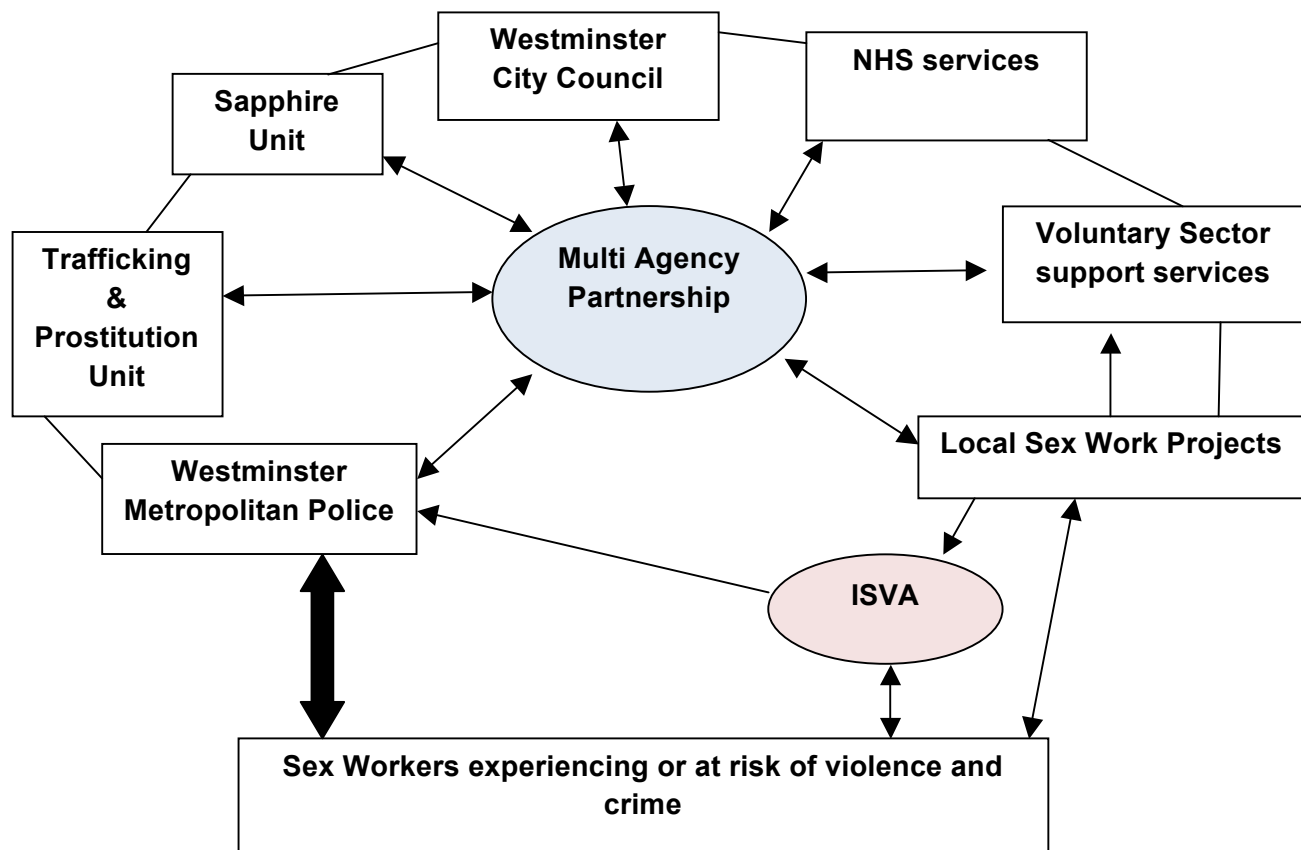 Westminster
City Council
NHS services
Sapphire
Unit
Trafficking
&
Prostitution
Unit
Multi Agency
Partnership
Voluntary Sector
support services
Westminster
Metropolitan Police
Local Sex Work Projects
ISVA
Sex Workers experiencing or at risk of violence and
crime